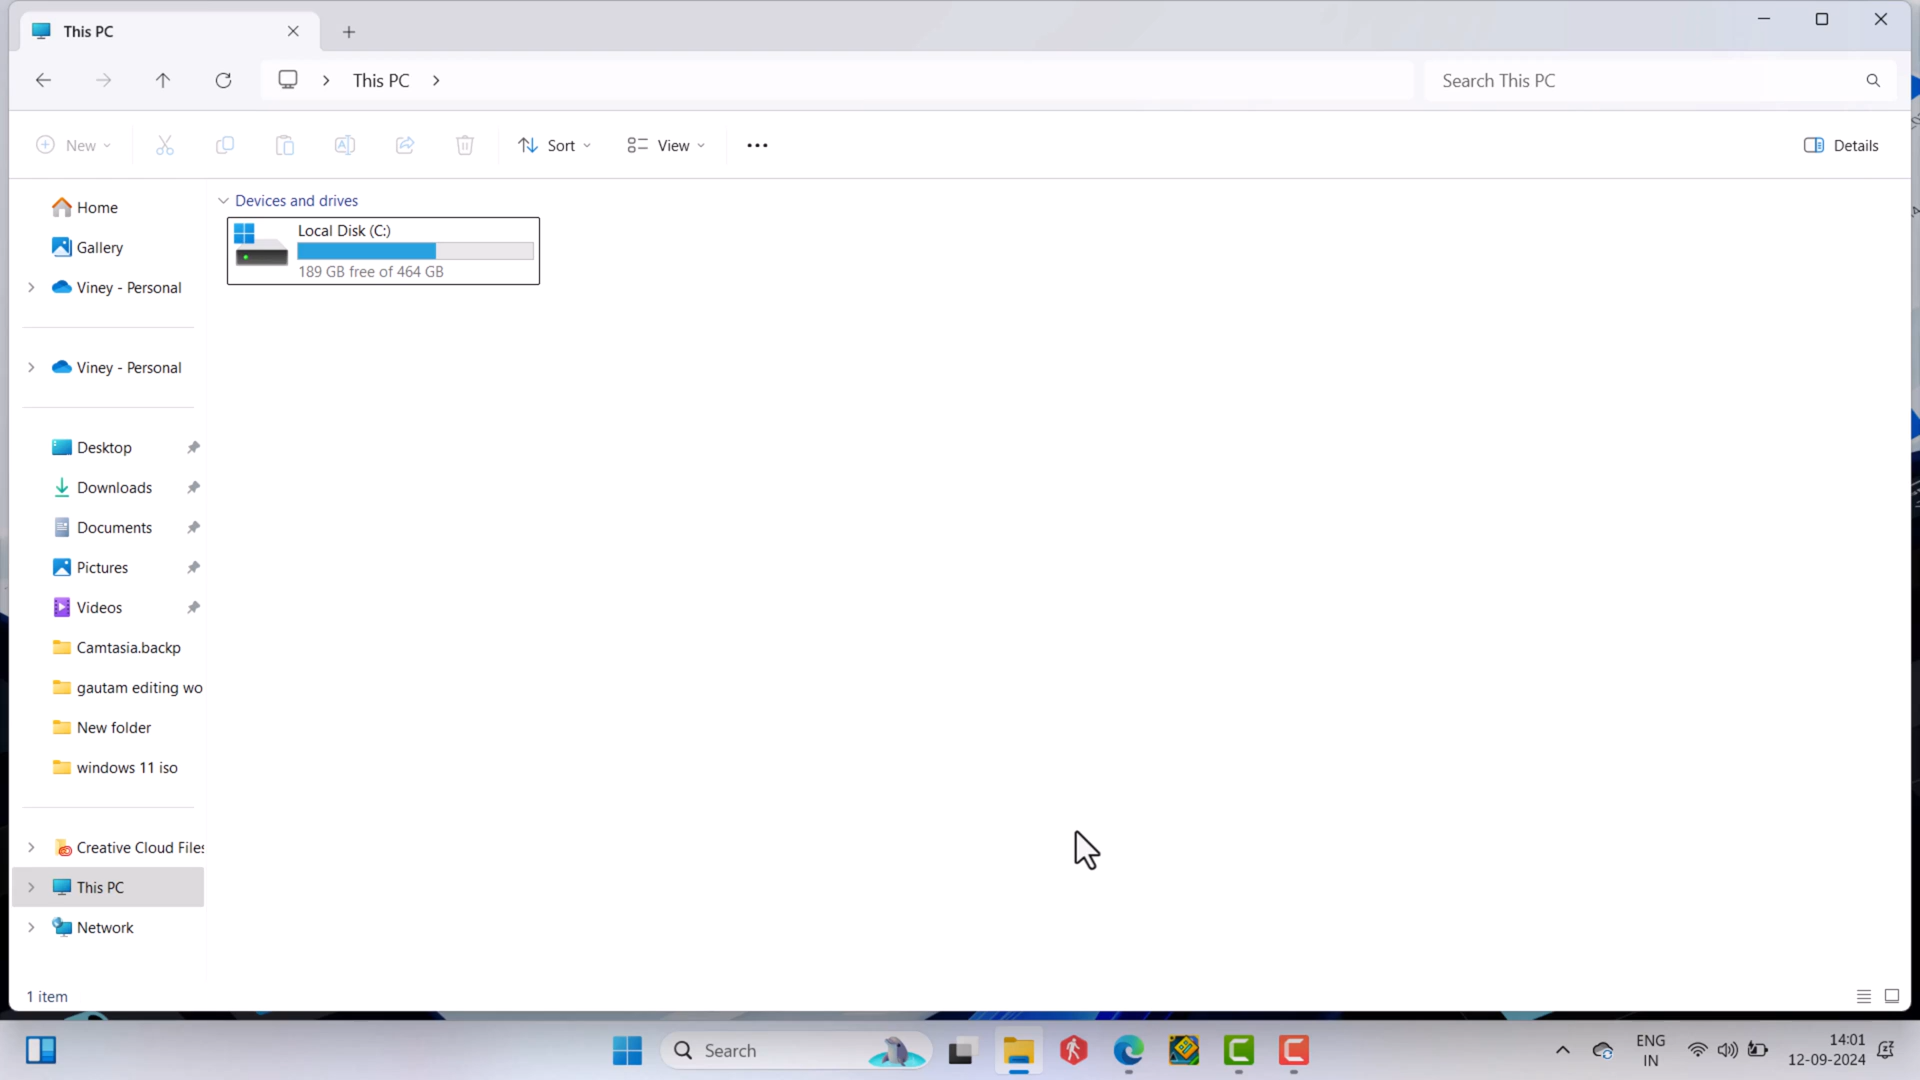 This PC
This PC
Search This PC
New
Sort
View
Details
Home
Gallery
Viney - Personal
Viney - Personal
Desktop
Downloads
Documents
Pictures
Videos
Camtasia.backp
gautam editing wo
New folder
windows 11 iso
Creative Cloud Files
This PC
Network
Devices and drives
Local Disk (C:)
189 GB free of 464 GB
1 item
Search
ENG
IN
14:01
12-09-2024